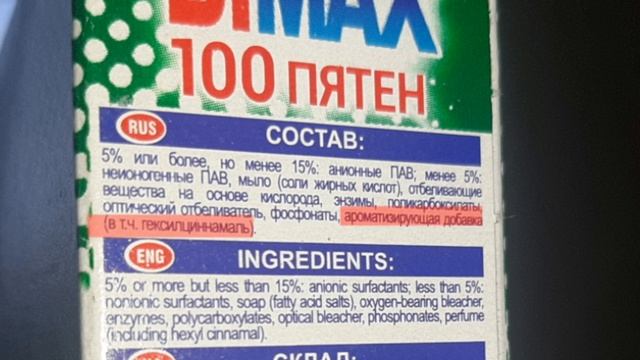 BiMAX
100 ПЯТЕН
RUS СОСТАВ:
5% или более, но менее 15%: анионные ПАВ; менее 5%:
неионогенные ПАВ, мыло (соли жирных кислот), отбеливающие
вещества на основе кислорода, энзимы, поликарбоксилаты,
оптический отбеливатель, фосфонаты, ароматизирующая добавка
(в т.ч. гексилциннамаль).
ENG INGREDIENTS:
5% or more but less than 15%: anionic surfactants; less than 5%:
nonionic surfactants, soap (fatty acid salts), oxygen-bearing bleacher,
enzymes, polycarboxylates, optical bleacher, phosphonates, perfume
(including hexyl cinnamal).
СКЛАД: